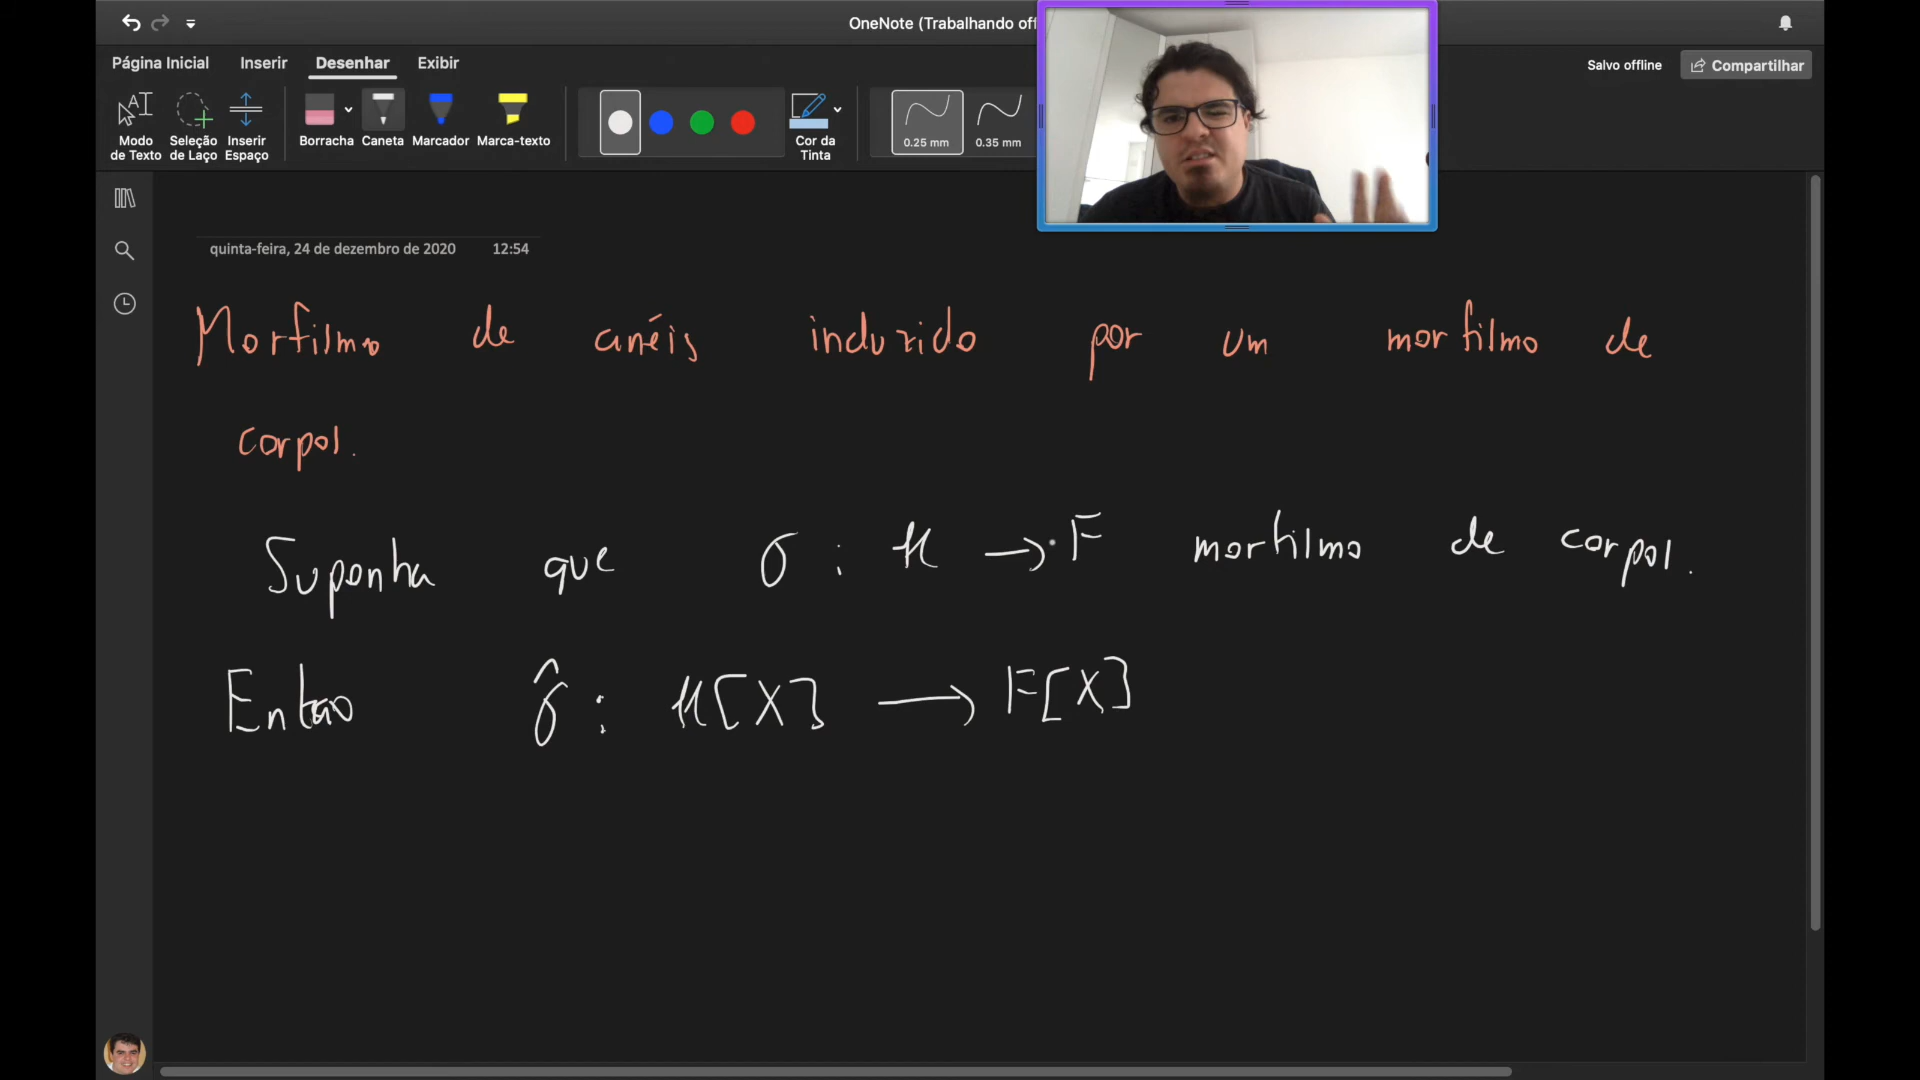 OneNote (Trabalhando off
Página Inicial Inserir Desenhar Exibir
Salvo offline Compartilhar
Modo de Texto Seleção de Laço Inserir Espaço Borracha Caneta Marcador Marca-texto Cor da Tinta 0.25 mm 0.35 mm
quinta-feira, 24 de dezembro de 2020 12:54
Morfismo de anéis induzido por um morfismo de
corpos.
Suponha que σ : K → F morfismo de corpos.
Então σ̂ : K[X] → F[X]